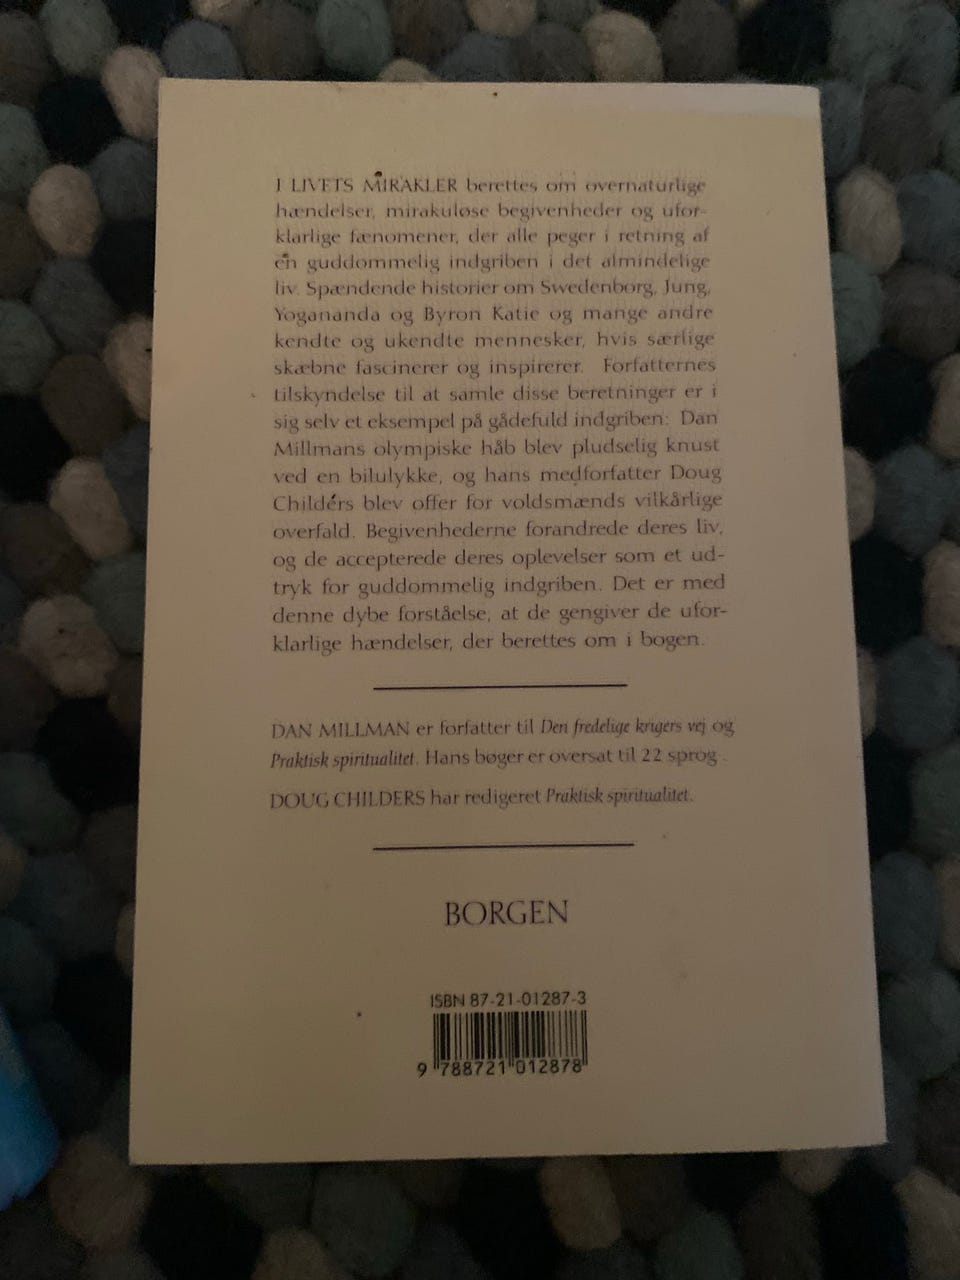 I LIVETS MIRAKLER berettes om overnaturlige
hændelser, mirakuløse begivenheder og ufor-
klarlige fænomener, der alle peger i retning af
en guddommelig indgriben i det almindelige
liv. Spændende historier om Swedenborg, Jung,
Yogananda og Byron Katie og mange andre
kendte og ukendte mennesker, hvis særlige
skæbne fascinerer og inspirerer. Forfatternes
tilskyndelse til at samle disse beretninger er i
sig selv et eksempel på gådefuld indgriben: Dan
Millmans olympiske håb blev pludselig knust
ved en bilulykke, og hans medforfatter Doug
Childers blev offer for voldsmænds vilkårlige
overfald. Begivenhederne forandrede deres liv,
og de accepterede deres oplevelser som et ud-
tryk for guddommelig indgriben. Det er med
denne dybe forståelse, at de gengiver de ufor-
klarlige hændelser, der berettes om i bogen.
DAN MILLMAN er forfatter til Den fredelige krigers vej og
Praktisk spiritualitet. Hans bøger er oversat til 22 sprog.
DOUG CHILDERS har redigeret Praktisk spiritualitet.
BORGEN
ISBN 87-21-01287-3
9 788721 012878